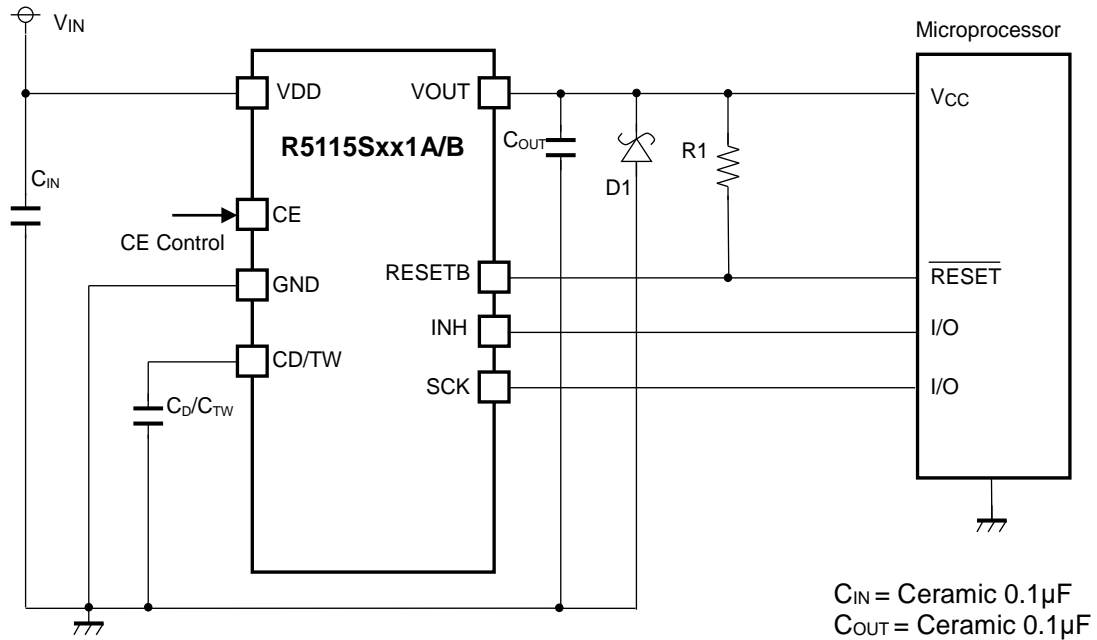 VIN
Microprocessor
VDD
VOUT
VCC
R5115Sxx1A/B
COUT
R1
D1
CIN
CE
CE Control
GND
RESETB
RESET
INH
I/O
CD/TW
SCK
I/O
CD/CTW
CIN = Ceramic 0.1µF
COUT = Ceramic 0.1µF